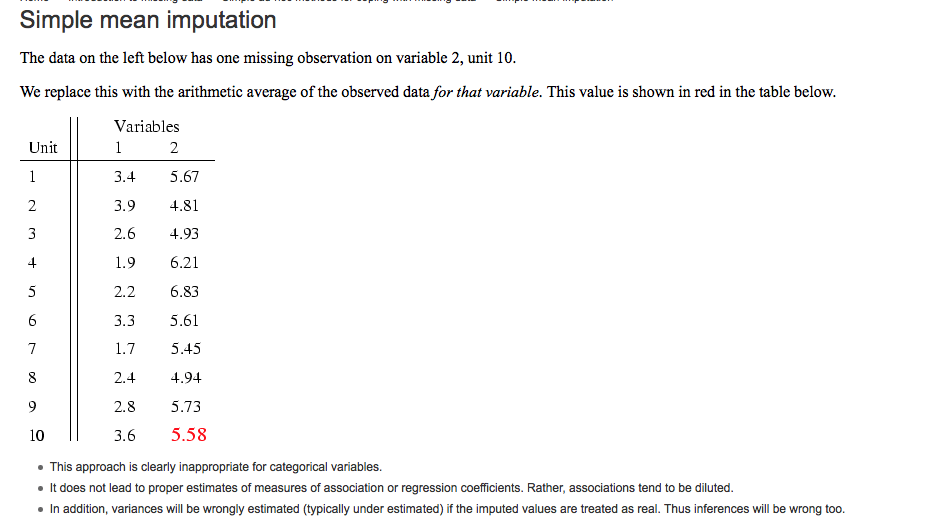 Simple mean imputation
The data on the left below has one missing observation on variable 2, unit 10.
We replace this with the arithmetic average of the observed data for that variable. This value is shown in red in the table below.
Variables
Unit 1 2
1 3.4 5.67
2 3.9 4.81
3 2.6 4.93
4 1.9 6.21
5 2.2 6.83
6 3.3 5.61
7 1.7 5.45
8 2.4 4.94
9 2.8 5.73
10 3.6 5.58
• This approach is clearly inappropriate for categorical variables.
• It does not lead to proper estimates of measures of association or regression coefficients. Rather, associations tend to be diluted.
• In addition, variances will be wrongly estimated (typically under estimated) if the imputed values are treated as real. Thus inferences will be wrong too.